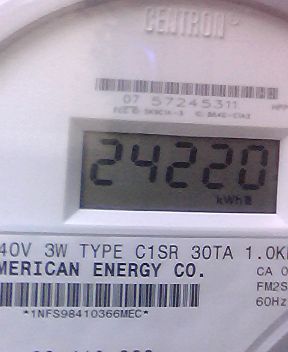 CENTRON
07 57245311
24220
kWh
40V 3W TYPE C1SR 30TA 1.0K
MERICAN ENERGY CO.
CA 0
FM2S
60Hz
*1NFS98410366MEC*